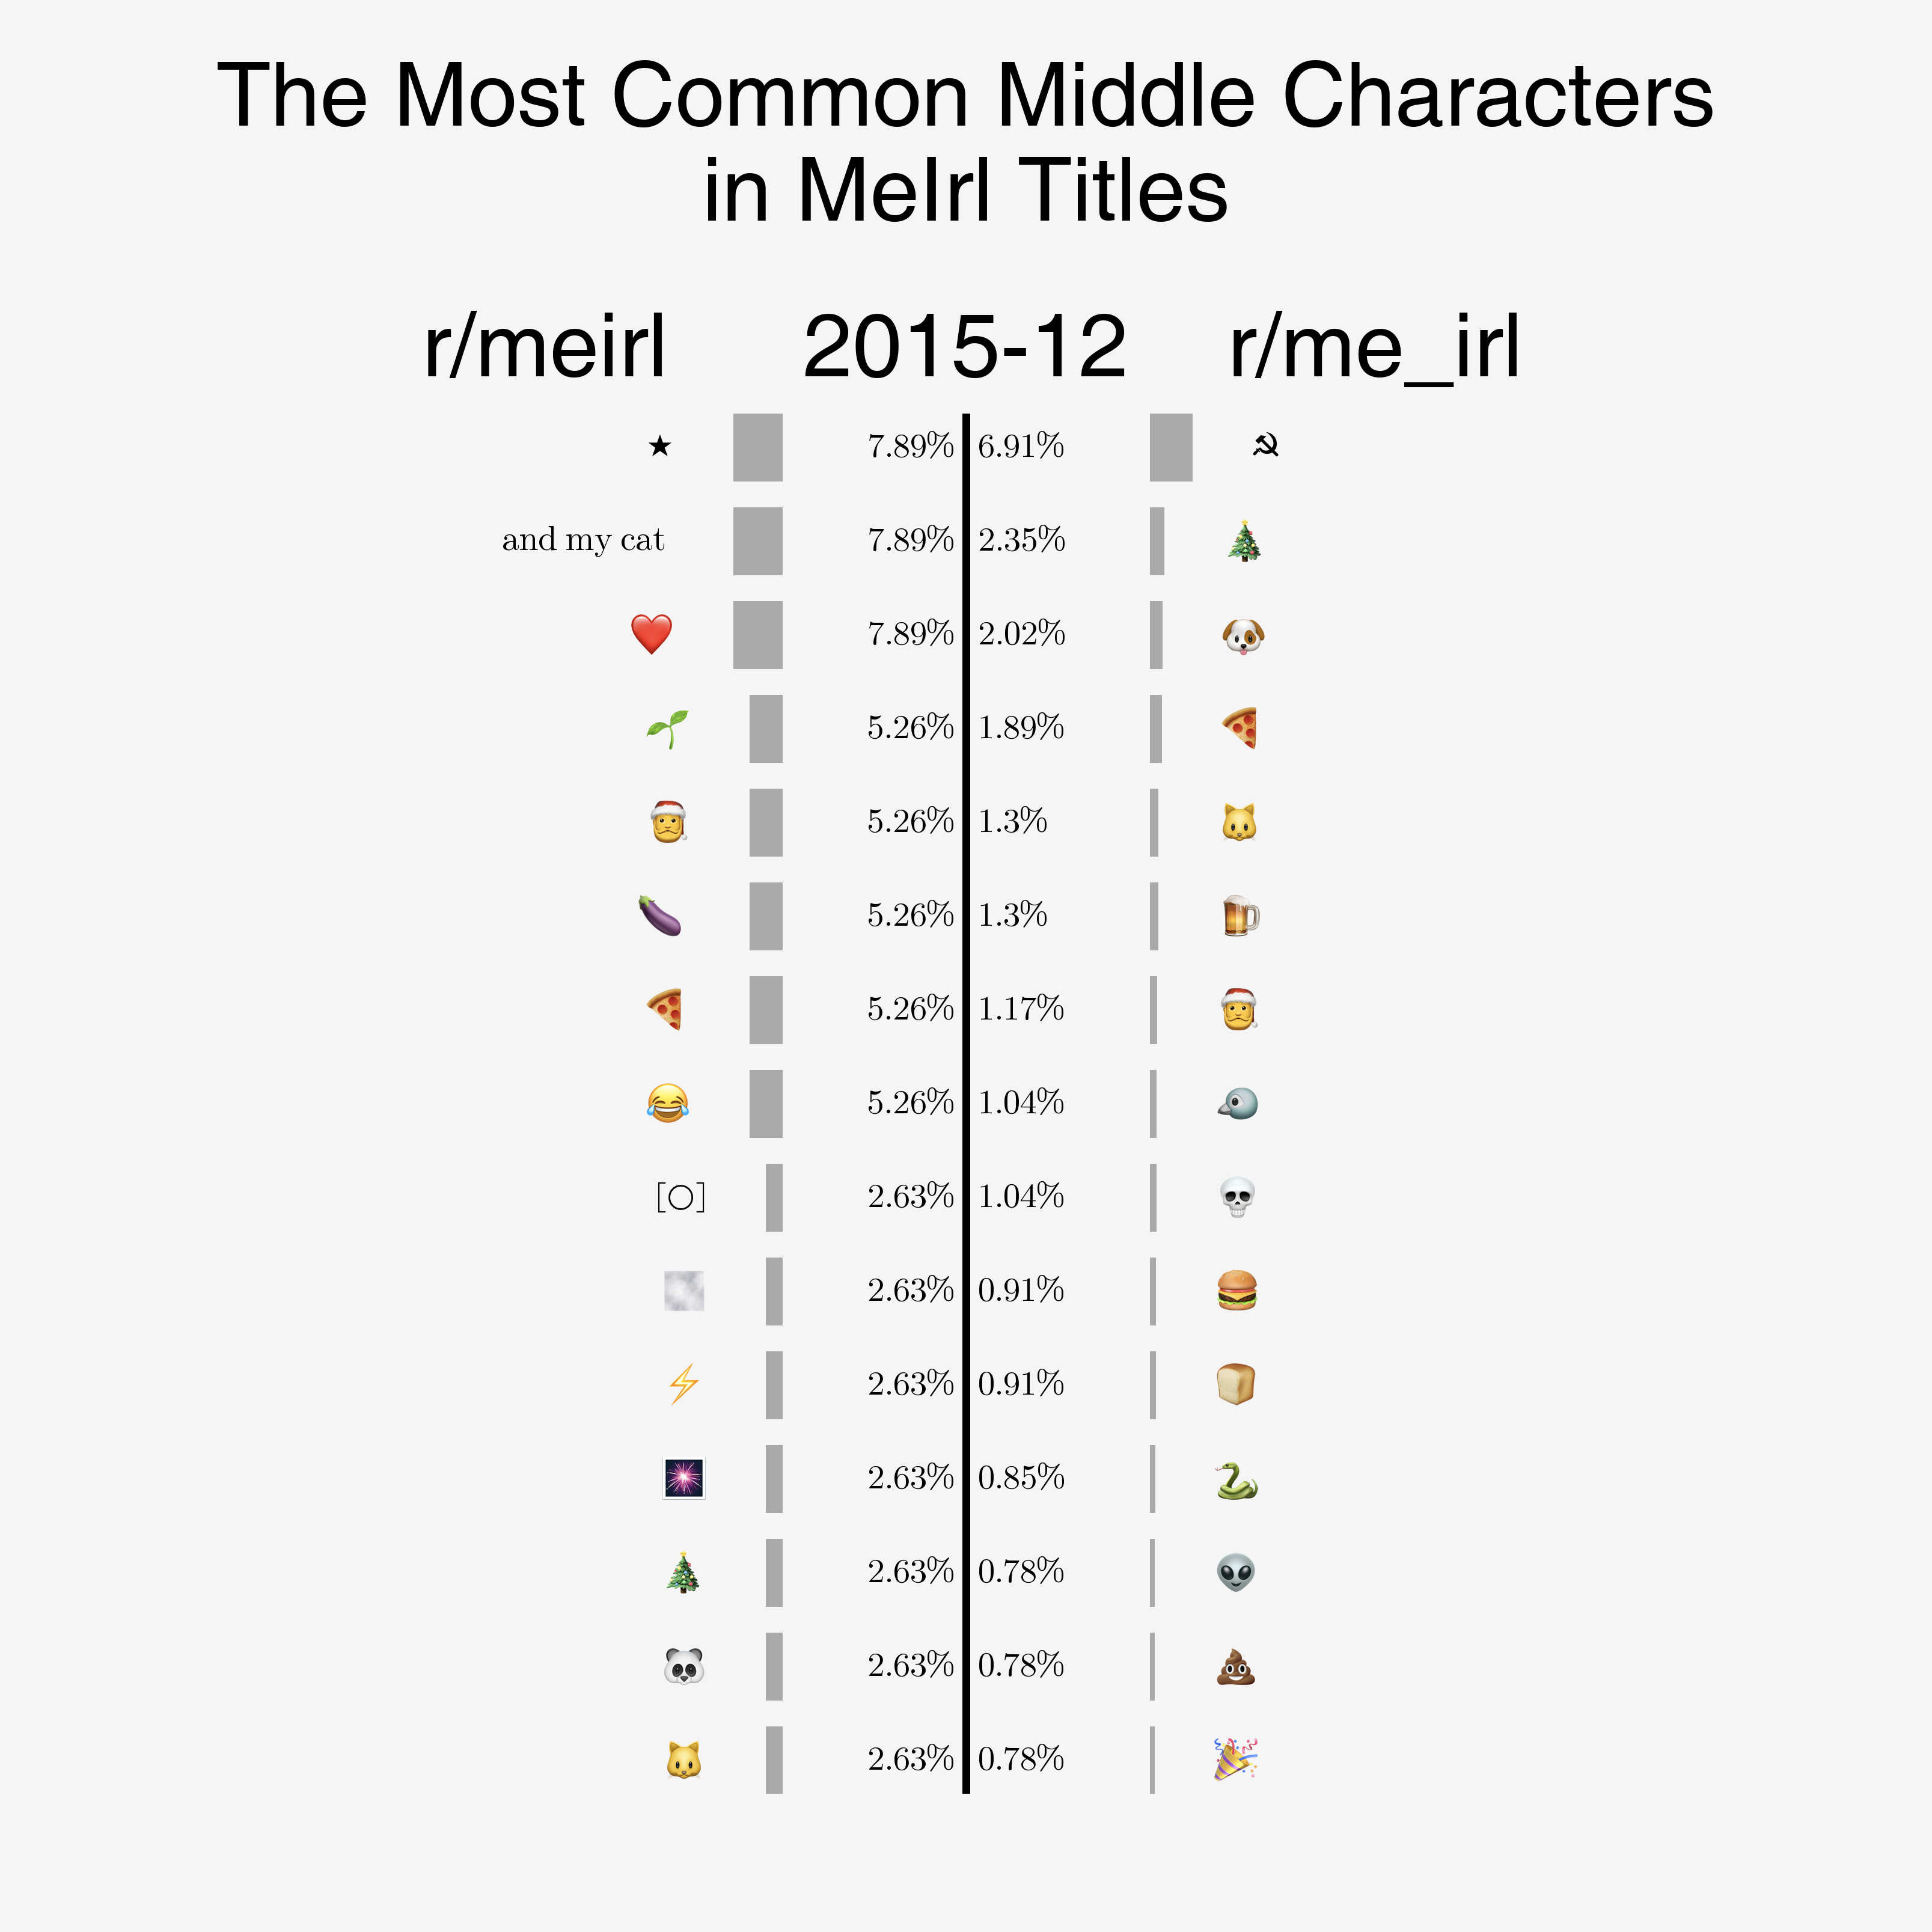 The Most Common Middle Characters
in MeIrl Titles
r/meirl 2015-12 r/me_irl
★ 7.89% 6.91% ☭
and my cat 7.89% 2.35% 🎄
❤️ 7.89% 2.02% 🐶
🌱 5.26% 1.89% 🍕
🎅 5.26% 1.3% 🐱
🍆 5.26% 1.3% 🍺
🍕 5.26% 1.17% 🎅
😂 5.26% 1.04% 🐦
[○] 2.63% 1.04% 💀
🌫 2.63% 0.91% 🍔
⚡ 2.63% 0.91% 🍞
🎆 2.63% 0.85% 🐍
🎄 2.63% 0.78% 👽
🐼 2.63% 0.78% 💩
🐱 2.63% 0.78% 🎉